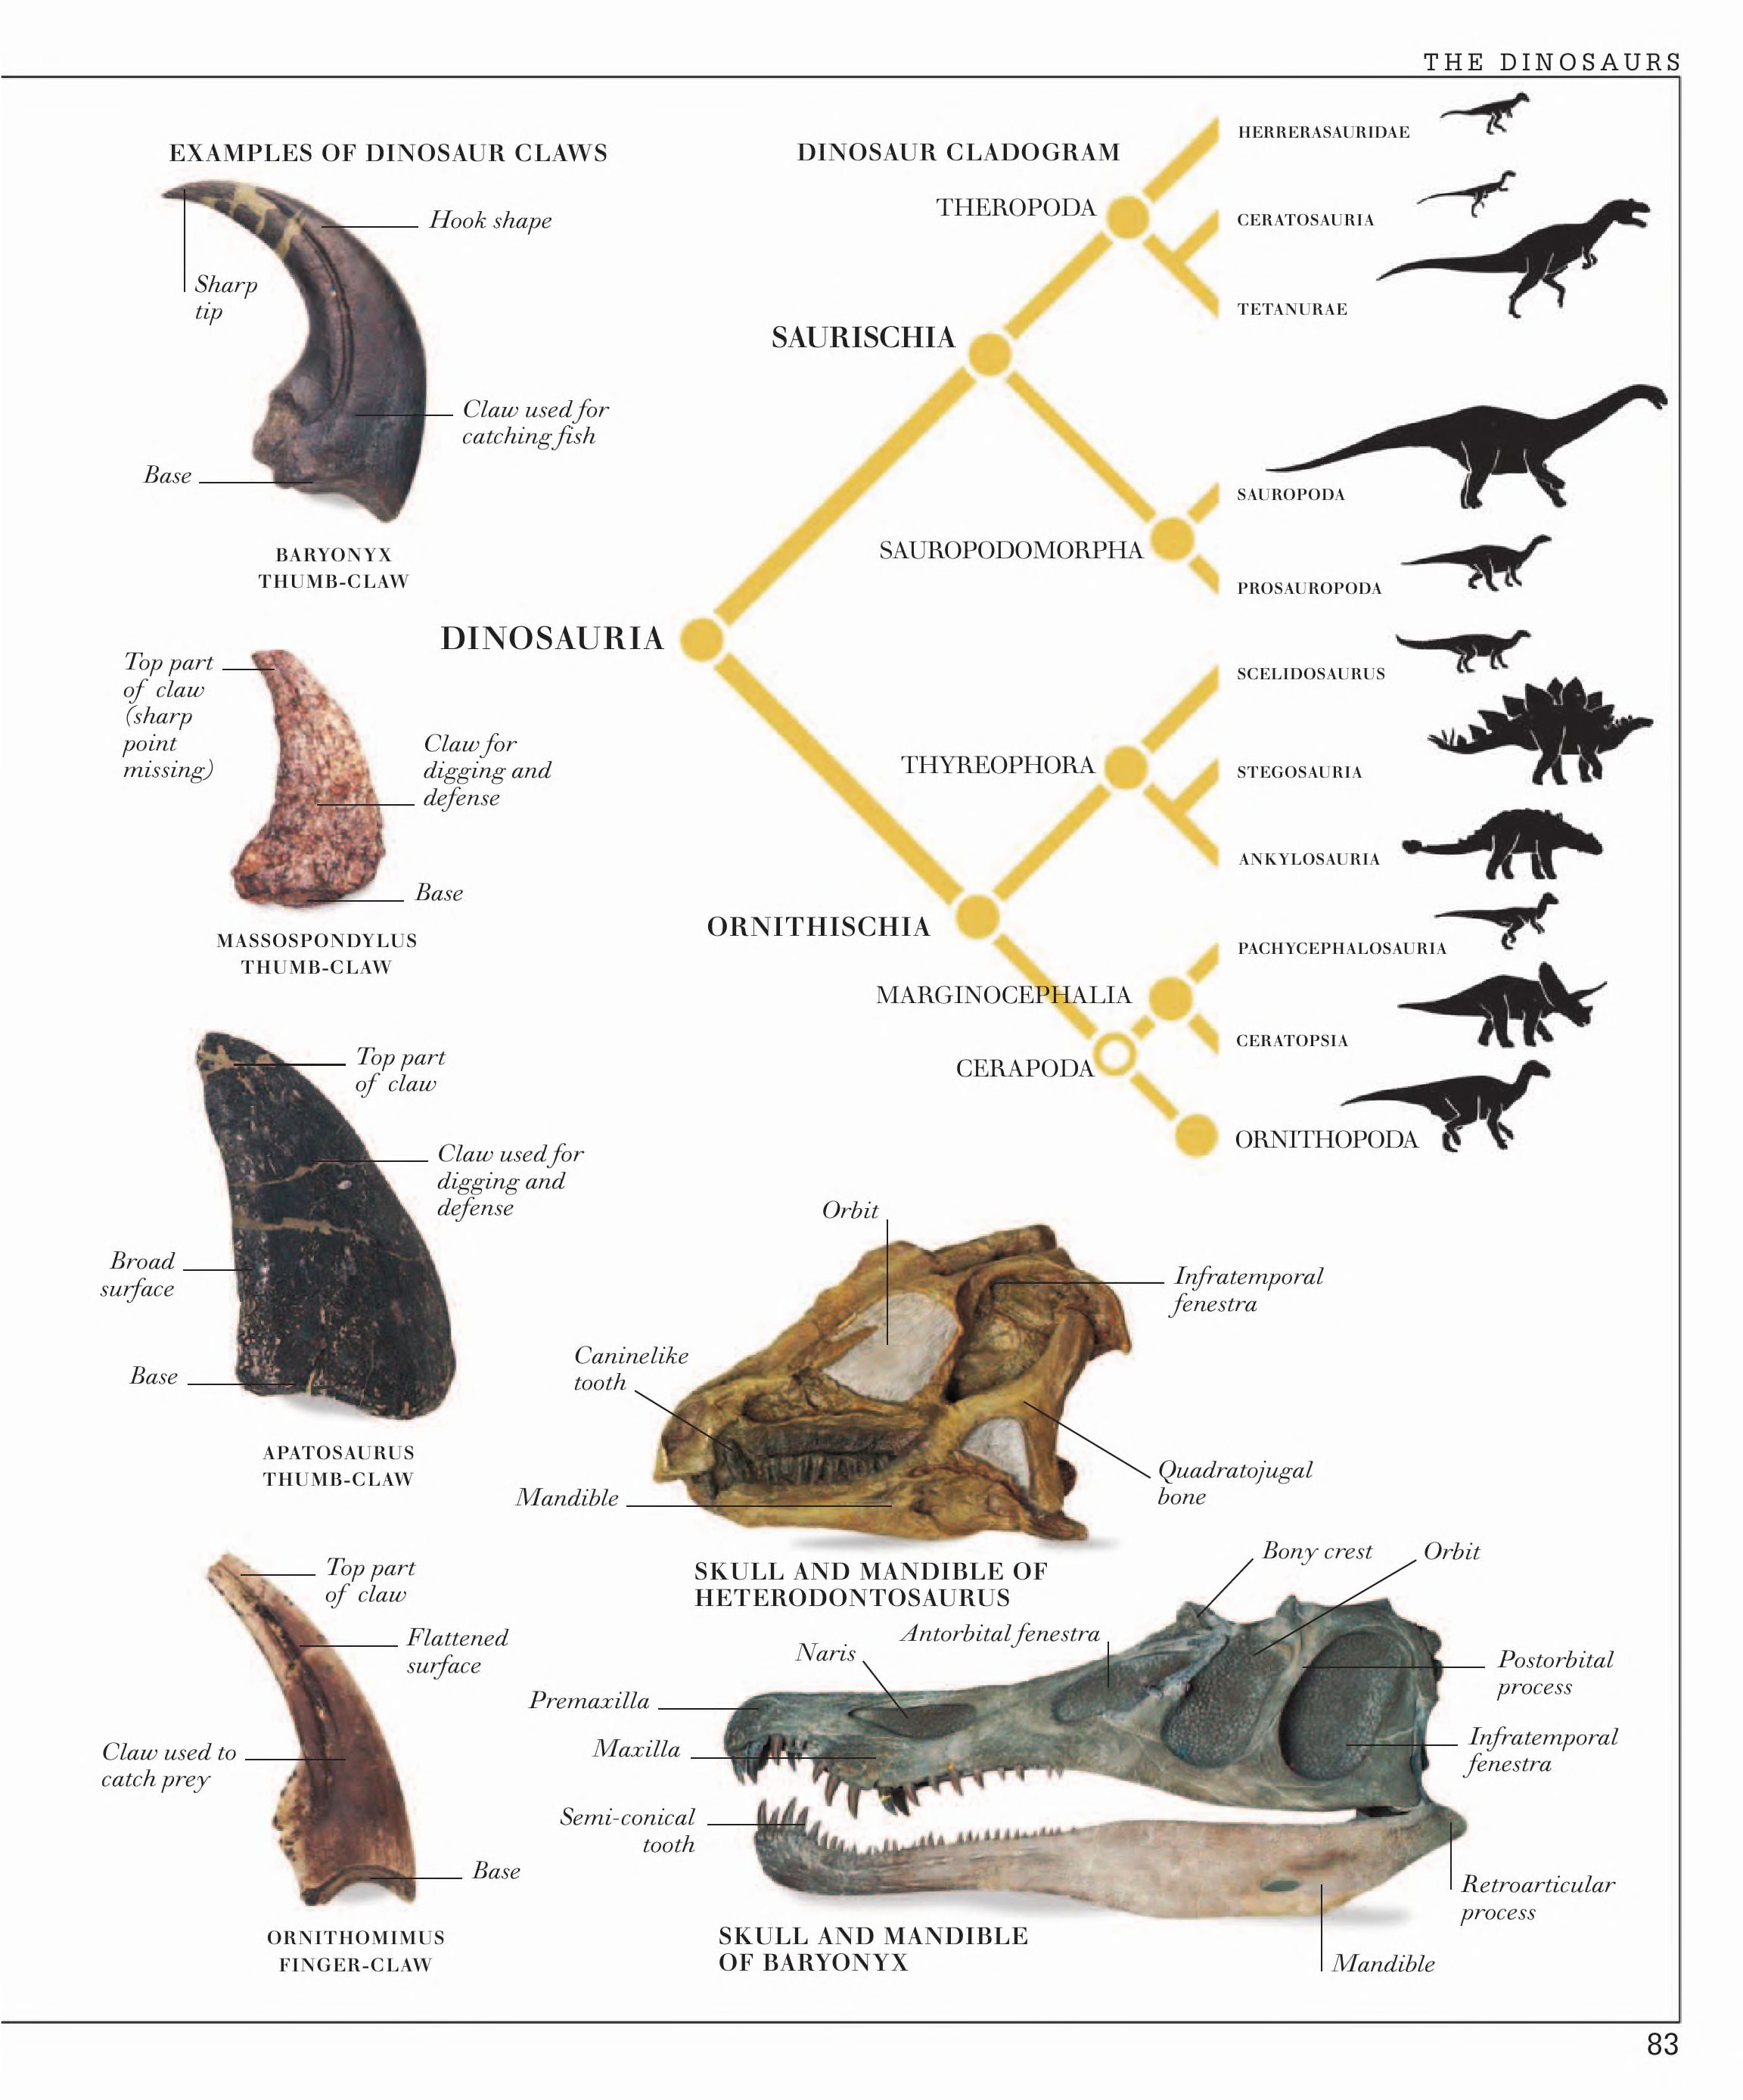 THE DINOSAURS
EXAMPLES OF DINOSAUR CLAWS
Hook shape
Sharp
tip
Claw used for
catching fish
Base
BARYONYX
THUMB-CLAW
Top part
of claw
(sharp
point
missing)
Claw for
digging and
defense
Base
MASSOSPONDYLUS
THUMB-CLAW
Top part
of claw
Claw used for
digging and
defense
Broad
surface
Base
APATOSAURUS
THUMB-CLAW
Top part
of claw
Flattened
surface
Claw used to
catch prey
Base
ORNITHOMIMUS
FINGER-CLAW
DINOSAUR CLADOGRAM
HERRERASAURIDAE
THEROPODA
CERATOSAURIA
TETANURAE
SAURISCHIA
SAUROPODA
SAUROPODOMORPHA
PROSAUROPODA
DINOSAURIA
SCELIDOSAURUS
THYREOPHORA
STEGOSAURIA
ANKYLOSAURIA
ORNITHISCHIA
PACHYCEPHALOSAURIA
MARGINOCEPHALIA
CERATOPSIA
CERAPODA
ORNITHOPODA
Orbit
Infratemporal
fenestra
Caninelike
tooth
Quadratojugal
bone
Mandible
SKULL AND MANDIBLE OF
HETERODONTOSAURUS
Bony crest
Orbit
Antorbital fenestra
Naris
Postorbital
process
Premaxilla
Maxilla
Infratemporal
fenestra
Semi-conical
tooth
Retroarticular
process
Mandible
SKULL AND MANDIBLE
OF BARYONYX
83